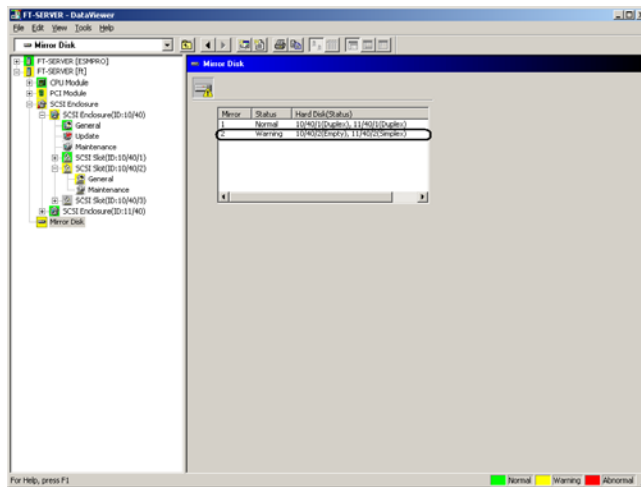 FT-SERVER - DataViewer
File Edit View Tools Help
Mirror Disk
FT-SERVER [ESMPRO]
FT-SERVER [ft]
CPU Module
PCI Module
SCSI Enclosure
SCSI Enclosure(ID:10/40)
General
Update
Maintenance
SCSI Slot(ID:10/40/1)
SCSI Slot(ID:10/40/2)
General
Maintenance
SCSI Slot(ID:10/40/3)
SCSI Enclosure(ID:11/40)
Mirror Disk
Mirror Disk
Mirror Status Hard Disk(Status)
1 Normal 10/40/1(Duplex), 11/40/1(Duplex)
2 Warning 10/40/2(Empty), 11/40/2(Simplex)
For Help, press F1
Normal Warning Abnormal